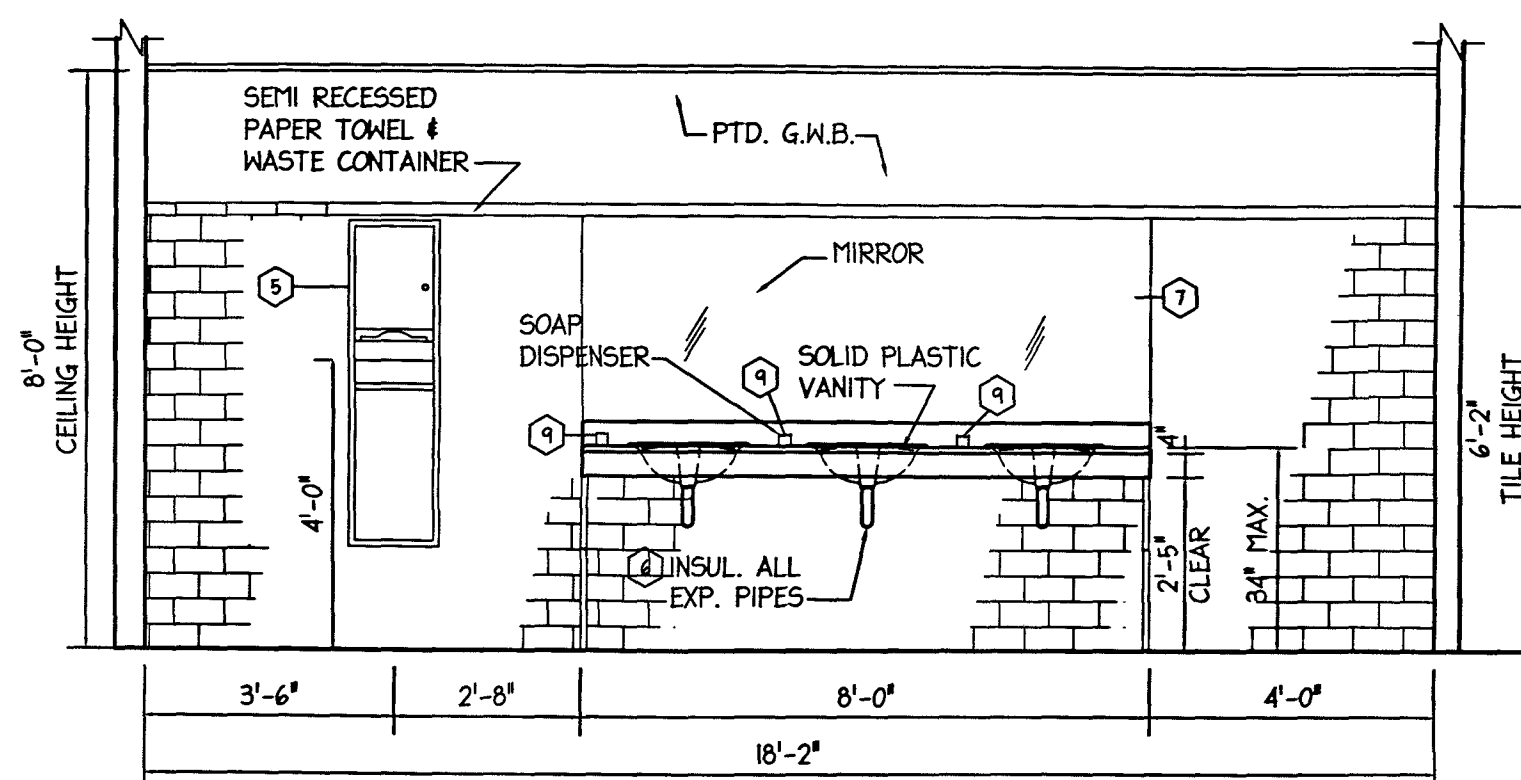 SEMI RECESSED
PAPER TOWEL &
WASTE CONTAINER
PTD. G.W.B.
MIRROR
5
7
SOAP
DISPENSER
9
SOLID PLASTIC
VANITY
9
9
8'-0"
CEILING HEIGHT
4'-0"
4"
6'-2"
TILE HEIGHT
2'-5"
CLEAR
34" MAX.
6 INSUL. ALL
EXP. PIPES
3'-6"
2'-8"
8'-0"
4'-0"
18'-2"